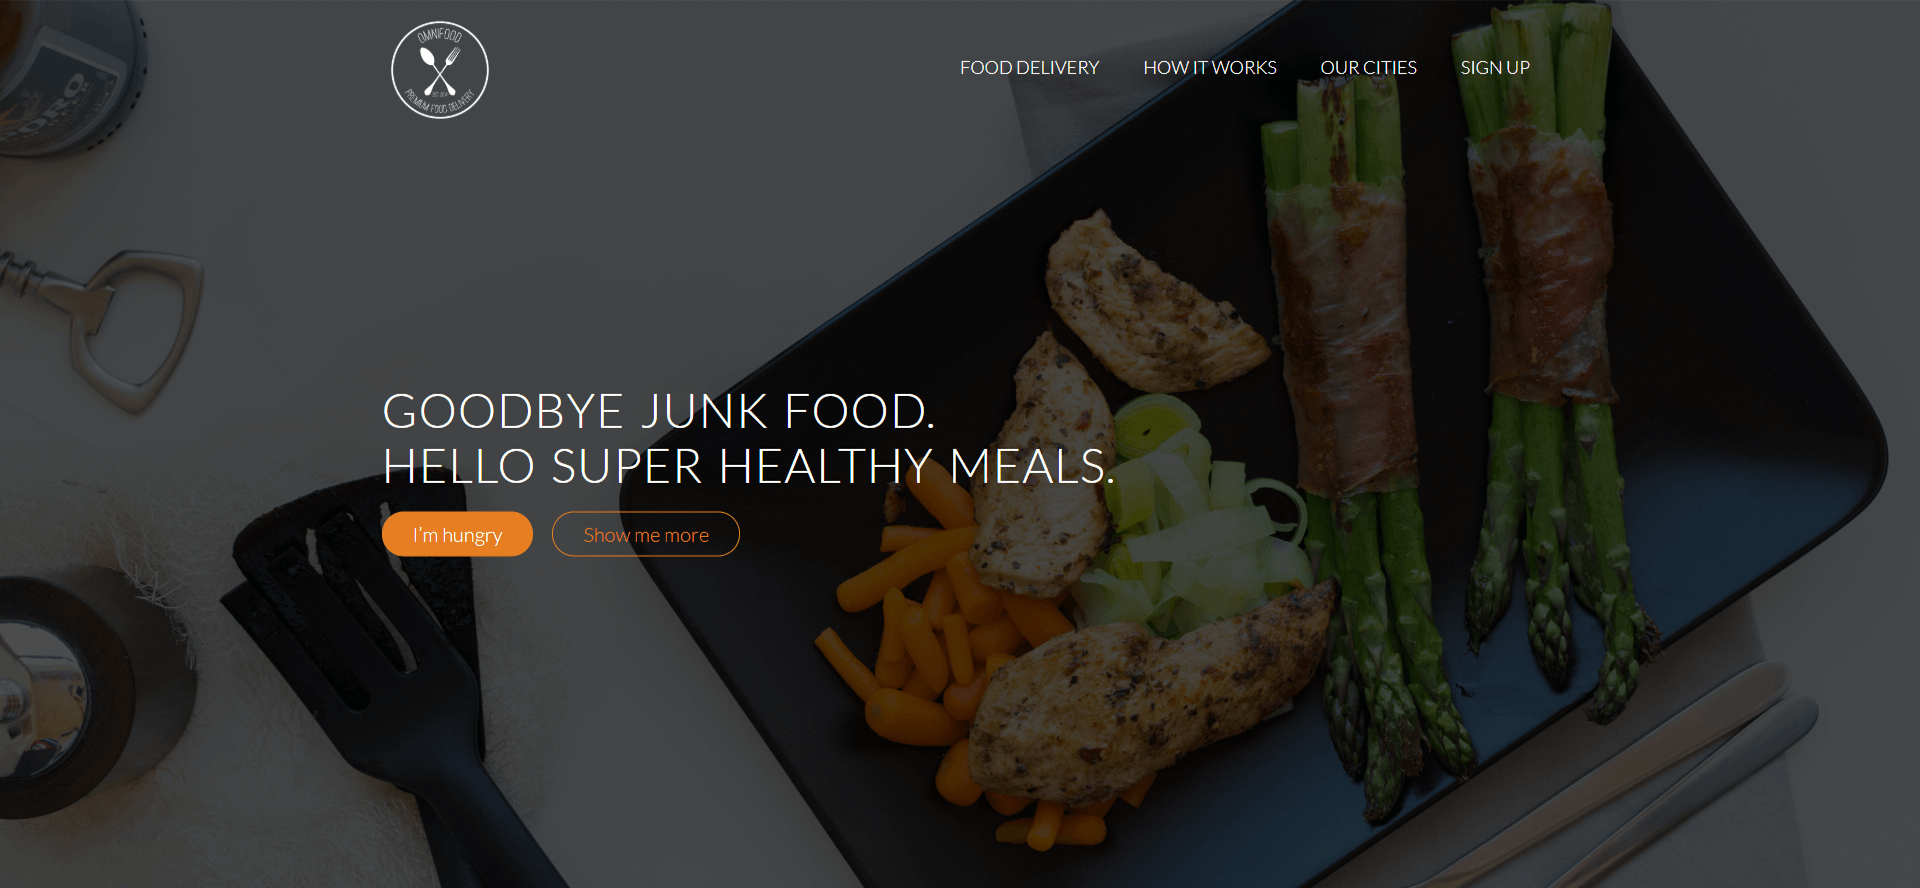 OMNIFOOD
EST 2014
PREMIUM FOOD DELIVERY
FOOD DELIVERY
HOW IT WORKS
OUR CITIES
SIGN UP
GOODBYE JUNK FOOD.
HELLO SUPER HEALTHY MEALS.
I'm hungry
Show me more